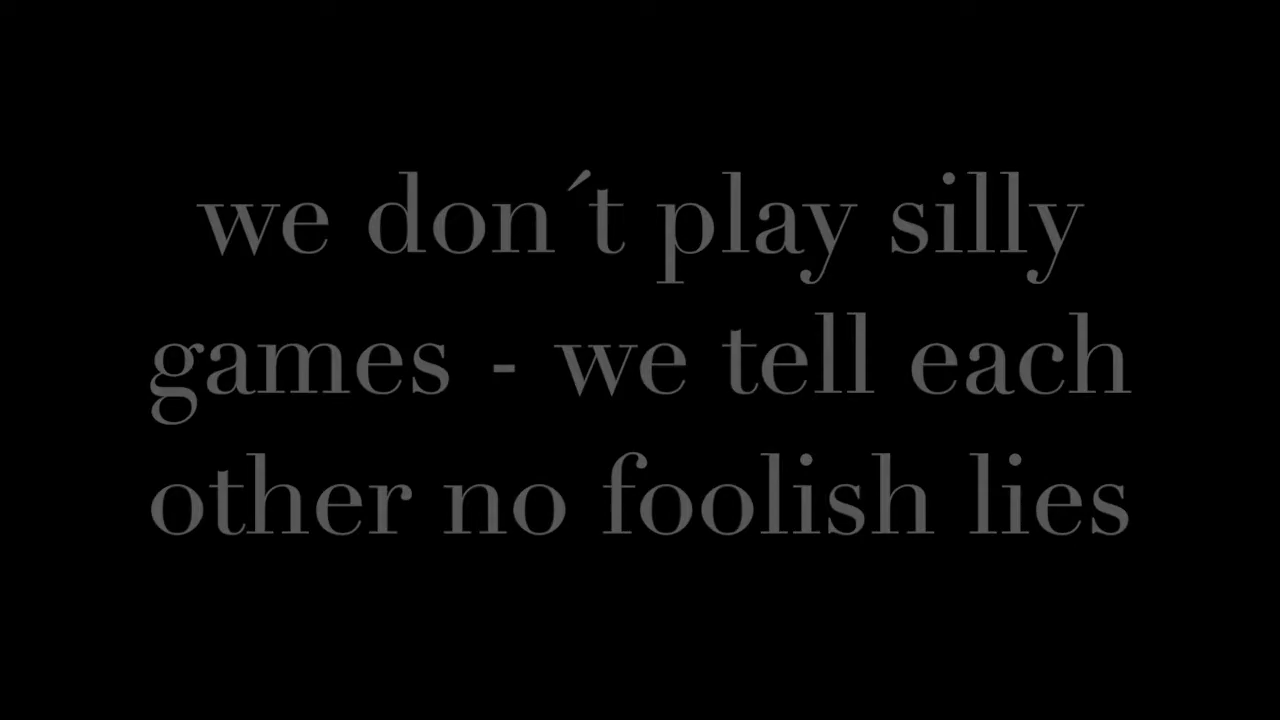 we don´t play silly
games - we tell each
other no foolish lies